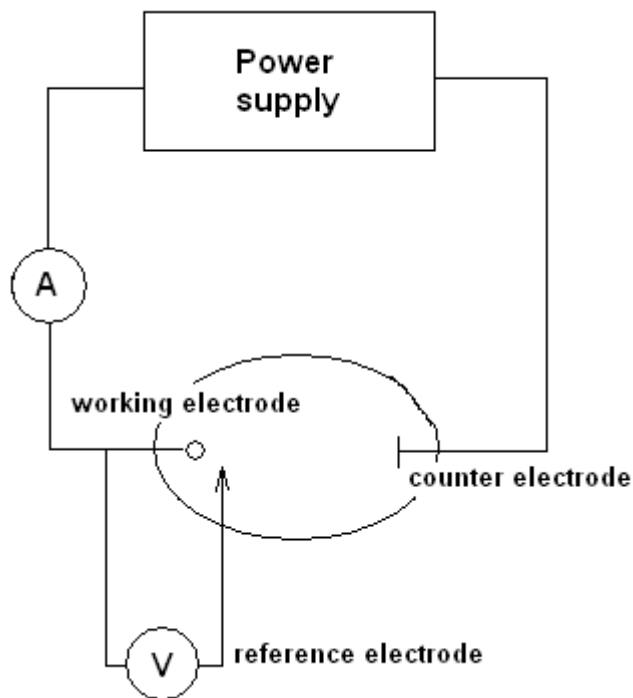 Power
supply
A
working electrode
counter electrode
reference electrode
V